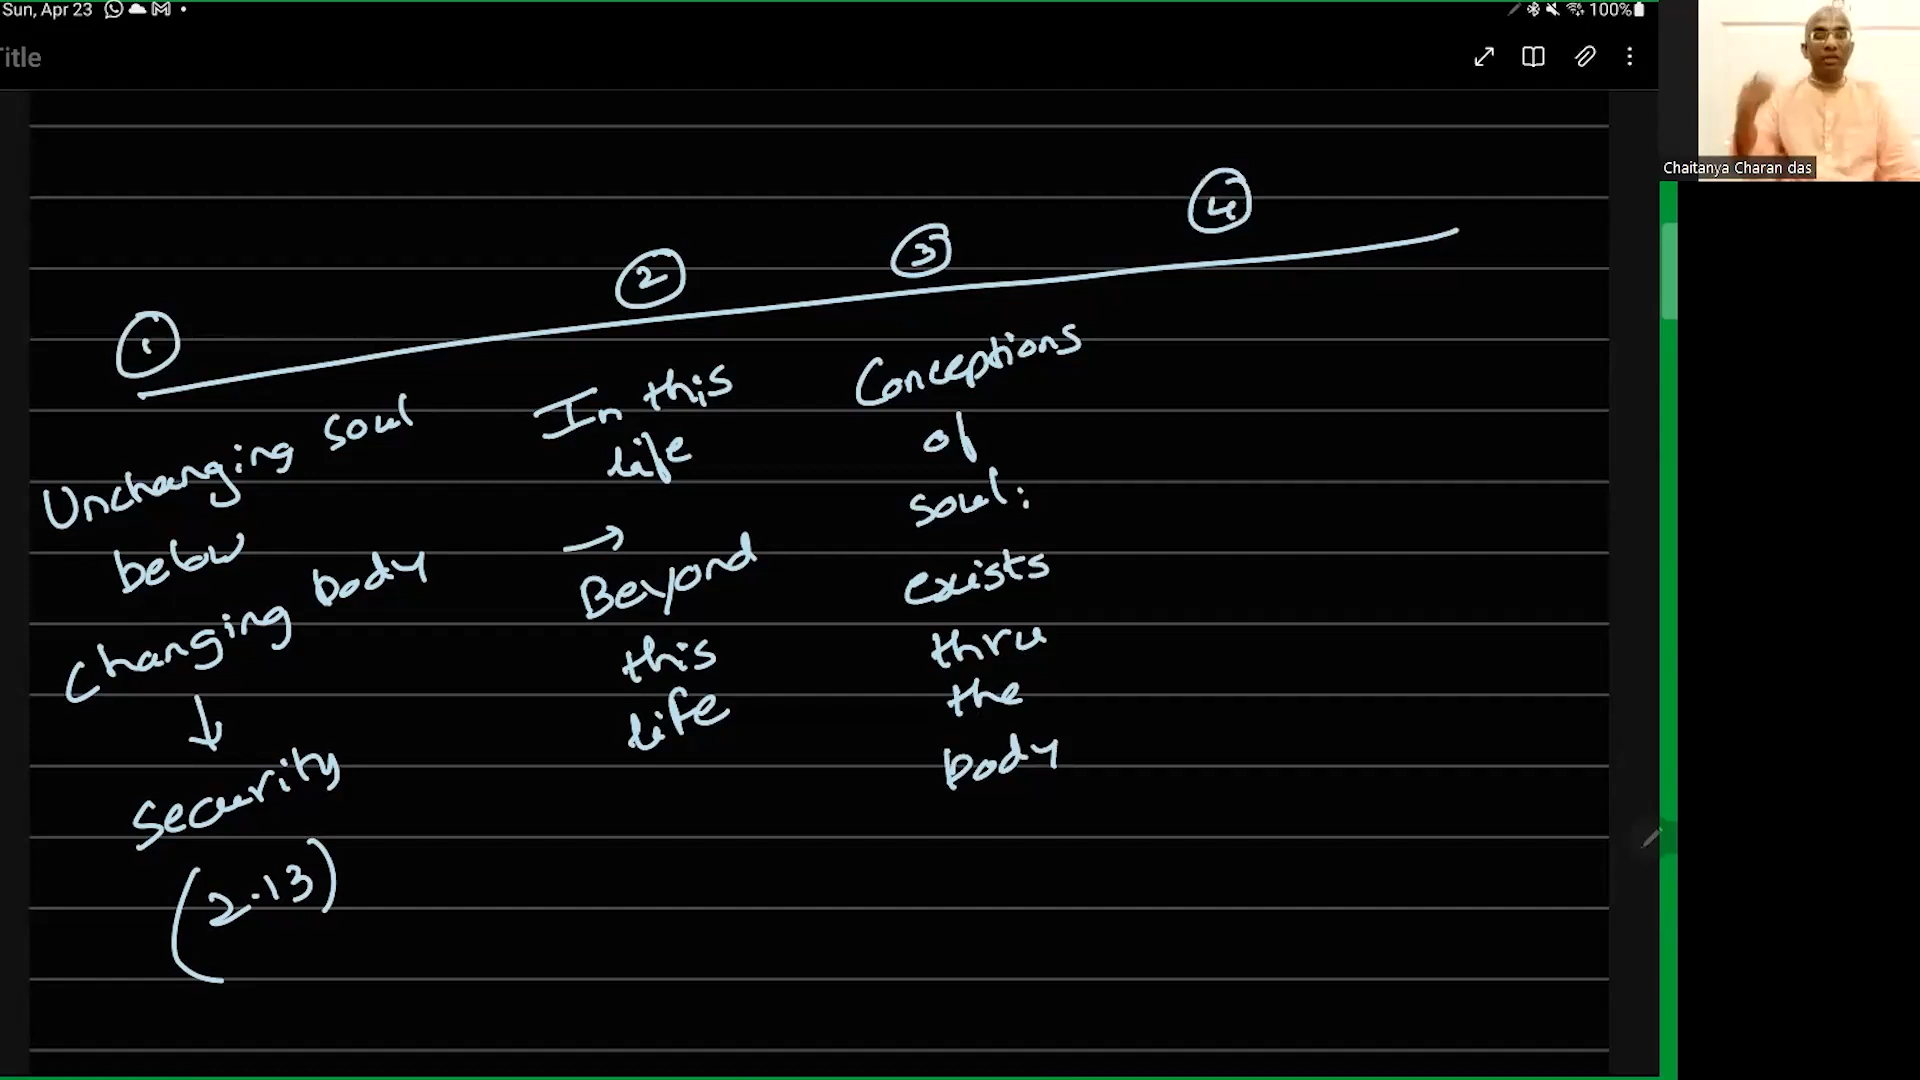 Sun, Apr 23
100%
Title
Chaitanya Charan das
1
Unchanging soul
below
Changing body
↓
Security
(2.13)
2
In this
life
→
Beyond
this
life
3
Conceptions
of
soul:
exists
thru
the
body
4